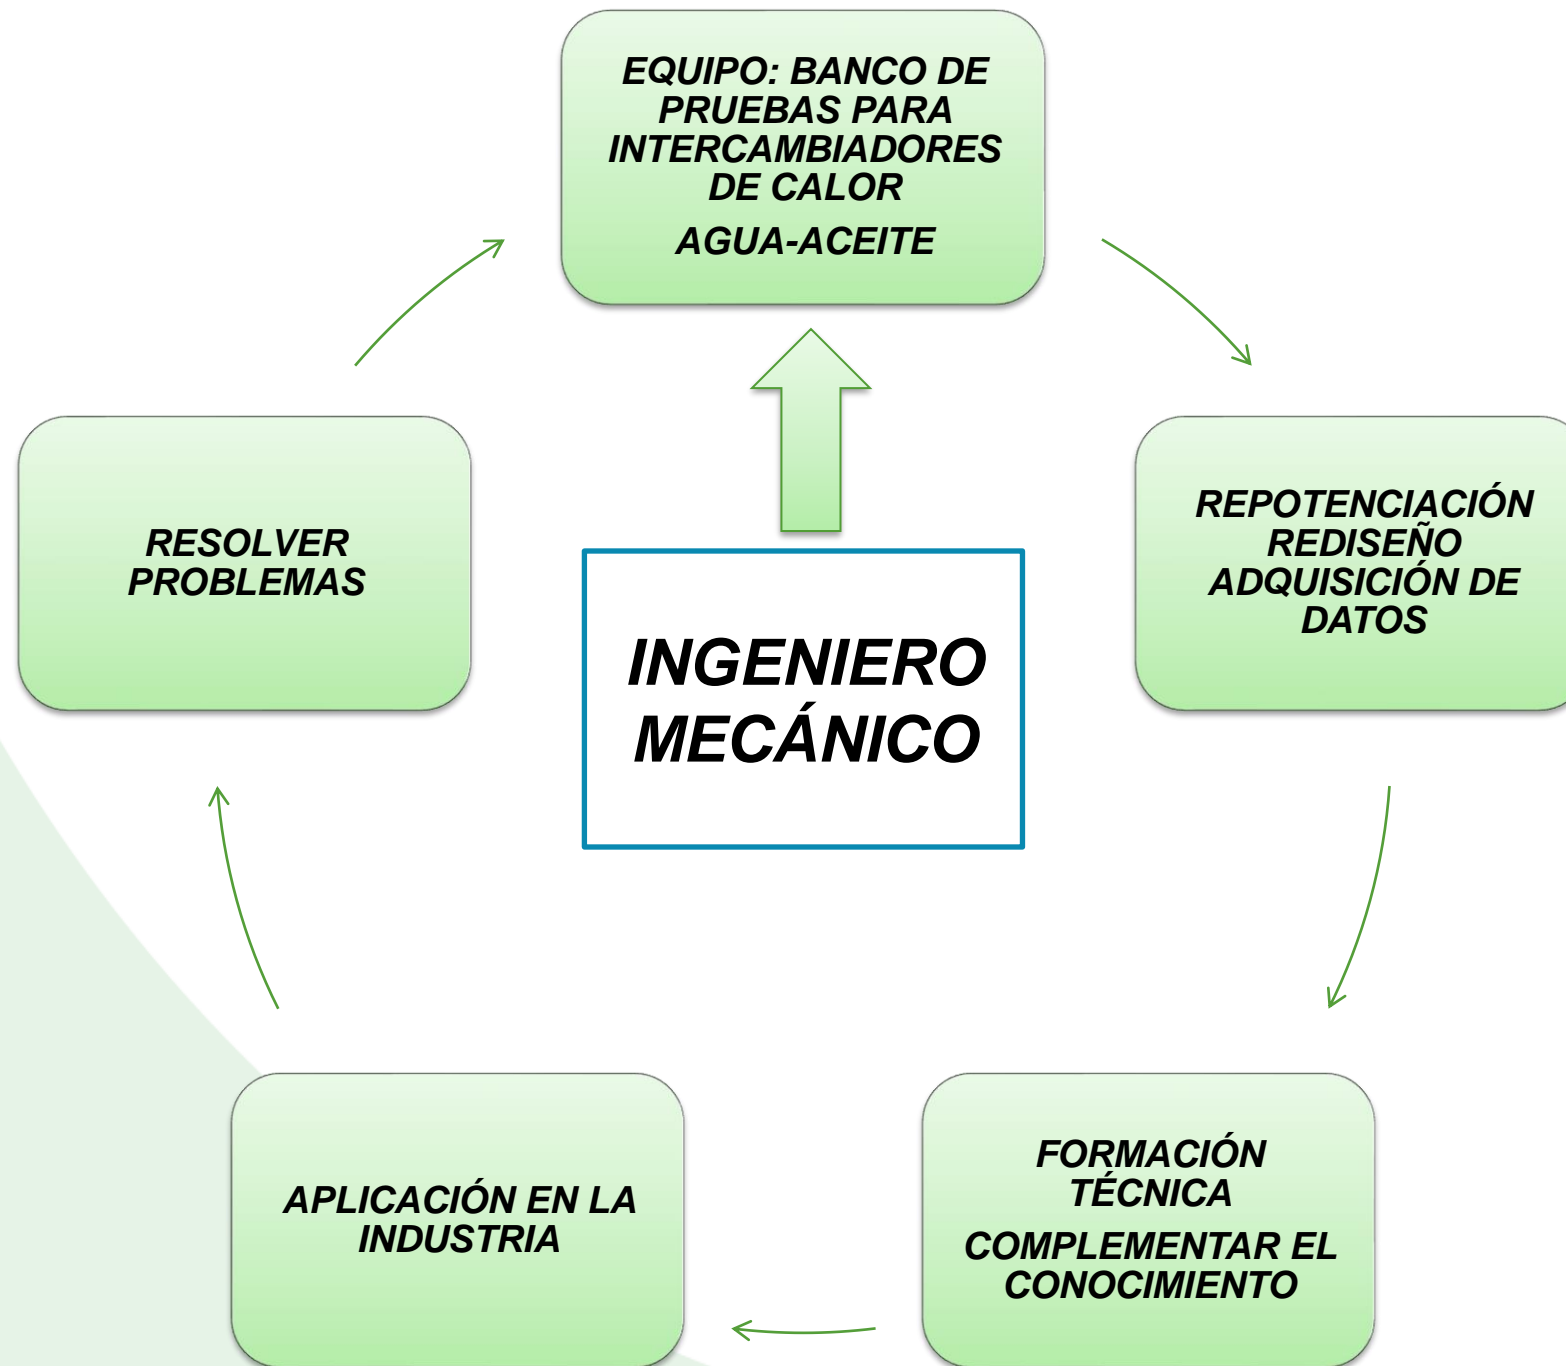 EQUIPO: BANCO DE
PRUEBAS PARA
INTERCAMBIADORES
DE CALOR
AGUA-ACEITE
REPOTENCIACIÓN
REDISEÑO
ADQUISICIÓN DE
DATOS
FORMACIÓN
TÉCNICA
COMPLEMENTAR EL
CONOCIMIENTO
APLICACIÓN EN LA
INDUSTRIA
RESOLVER
PROBLEMAS
INGENIERO
MECÁNICO